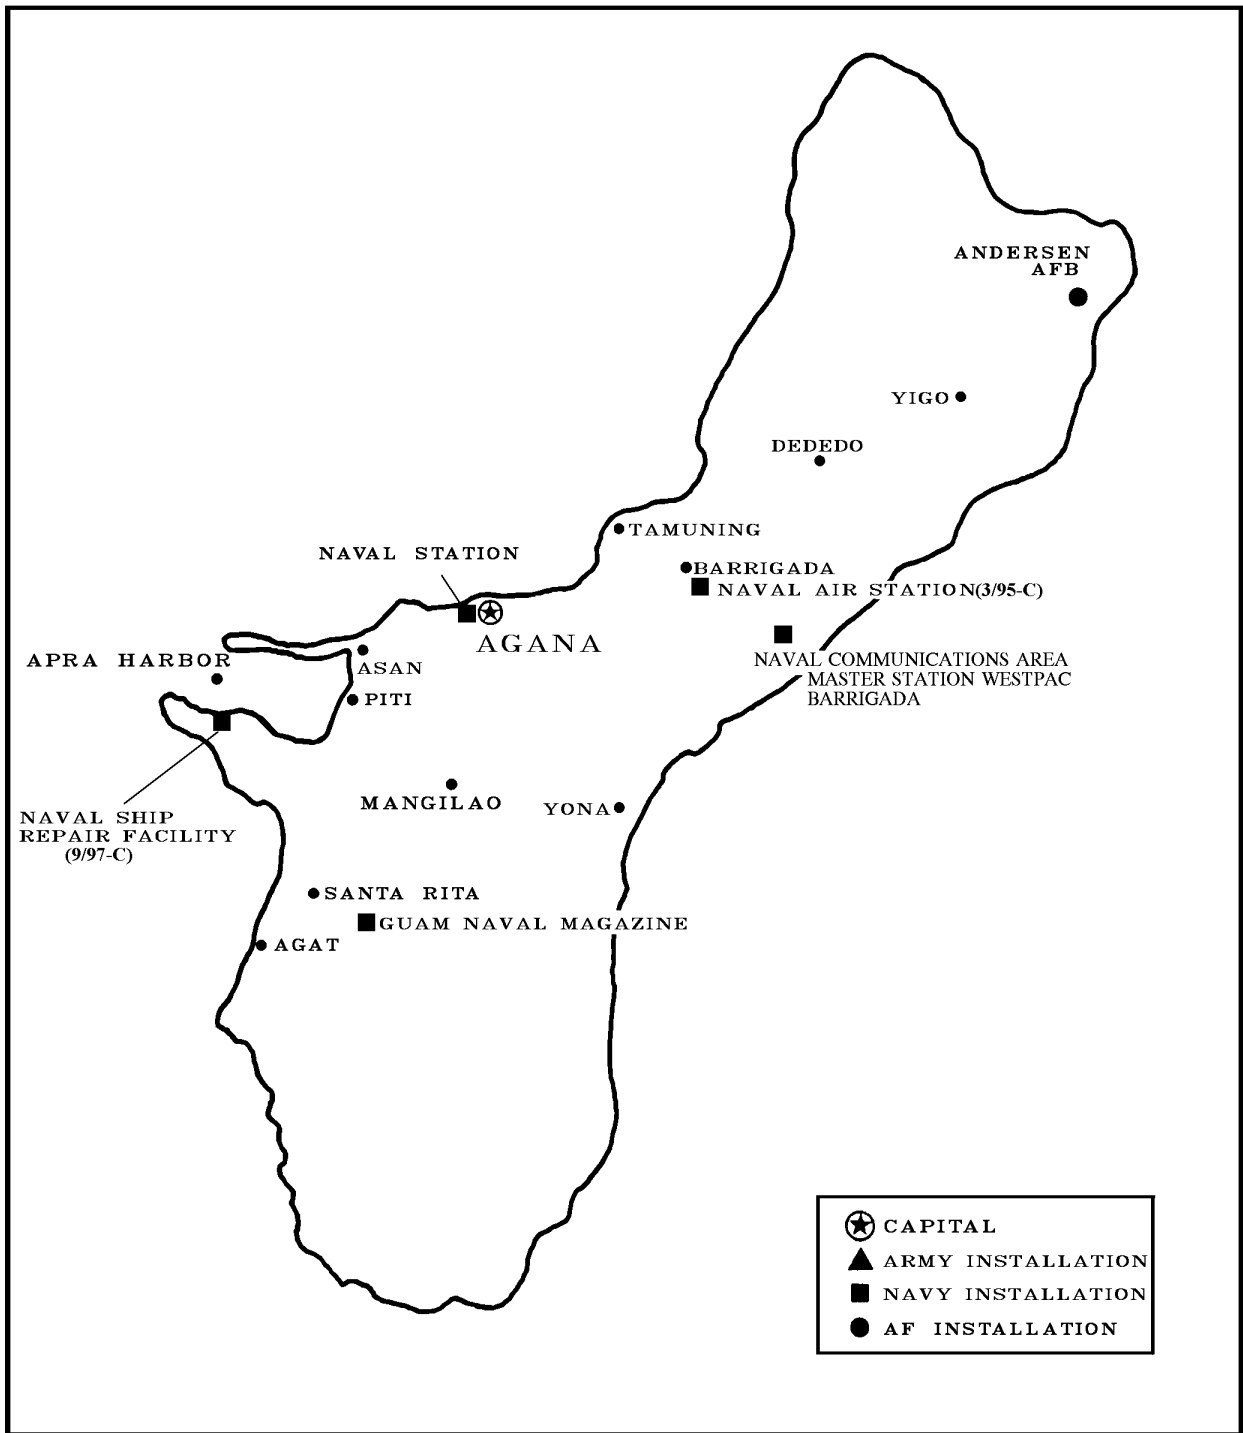 ANDERSEN
AFB
YIGO
DEDEDO
TAMUNING
NAVAL STATION
BARRIGADA
NAVAL AIR STATION(3/95-C)
AGANA
APRA HARBOR
ASAN
NAVAL COMMUNICATIONS AREA
MASTER STATION WESTPAC
BARRIGADA
PITI
MANGILAO
YONA
NAVAL SHIP
REPAIR FACILITY
(9/97-C)
SANTA RITA
GUAM NAVAL MAGAZINE
AGAT
CAPITAL
ARMY INSTALLATION
NAVY INSTALLATION
AF INSTALLATION